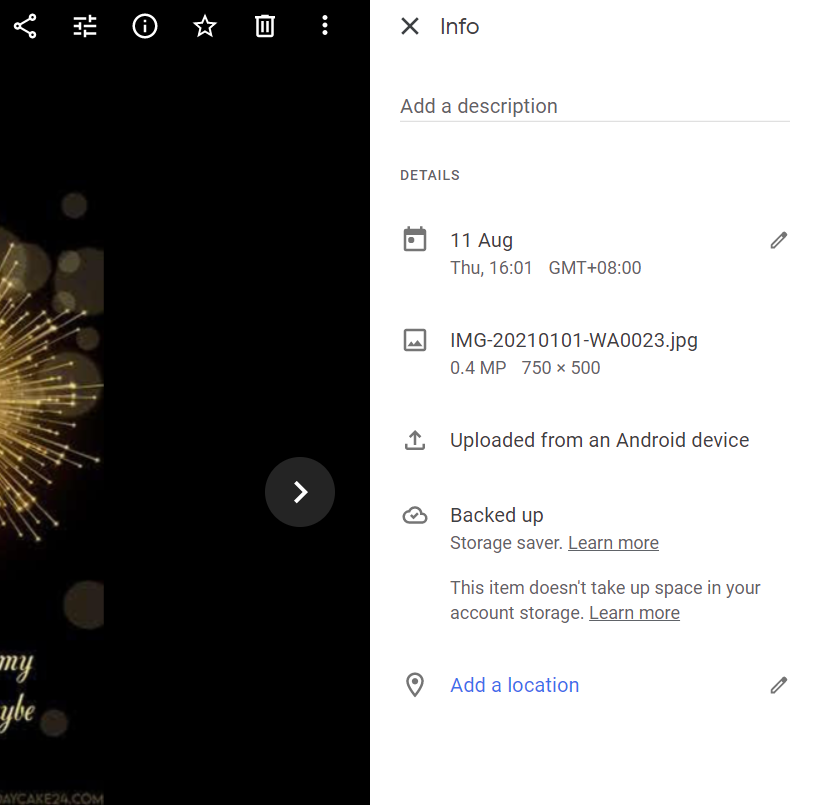 Info
Add a description
DETAILS
11 Aug
Thu, 16:01 GMT+08:00
IMG-20210101-WA0023.jpg
0.4 MP 750 × 500
Uploaded from an Android device
Backed up
Storage saver. Learn more
This item doesn't take up space in your
account storage. Learn more
Add a location
my
ybe
AYCAKE24.COM